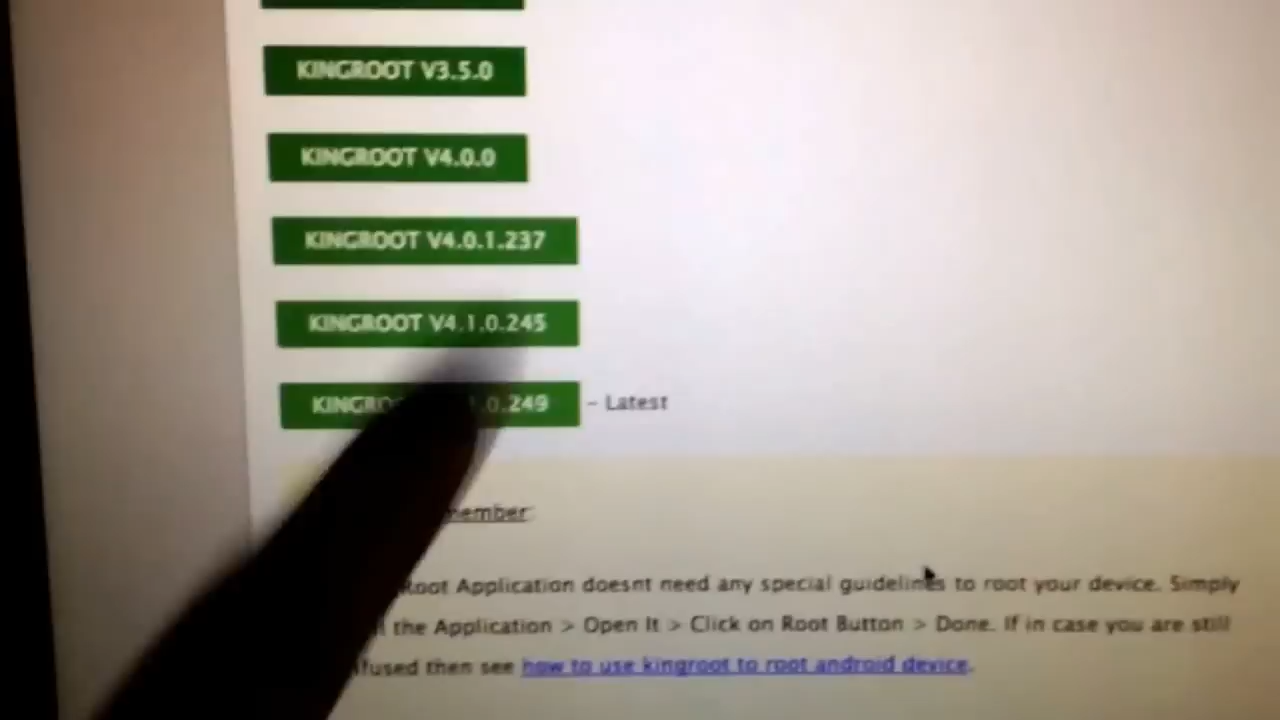 KINGROOT V3.5.0
KINGROOT V4.0.0
KINGROOT V4.0.1.237
KINGROOT V4.1.0.245
.0.249 – Latest
Root Application doesnt need any special guidelines to root your device. Simply
the Application > Open It > Click on Root Button > Done. If in case you are still
then see how to use kingroot to root android device.